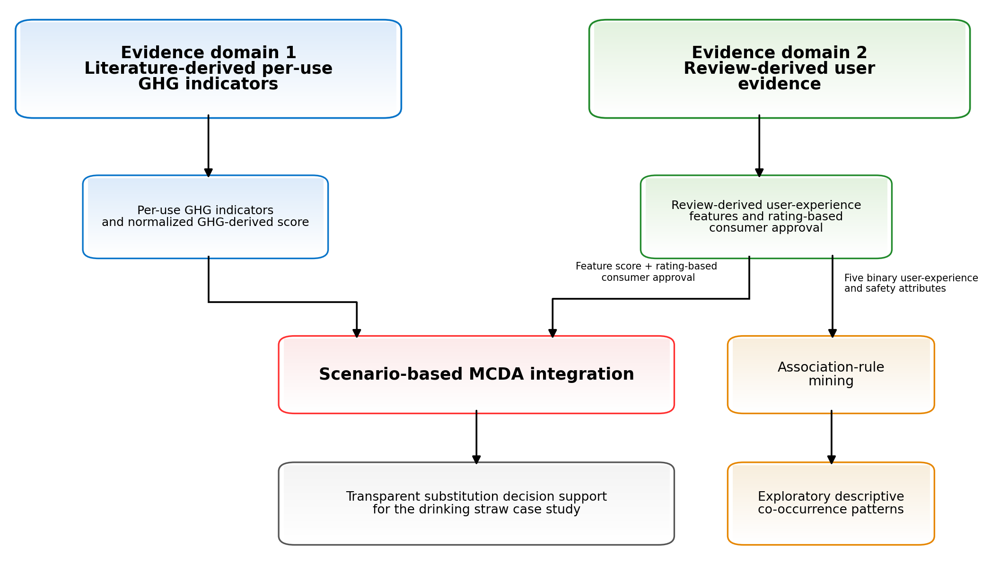 Evidence domain 1
Literature-derived per-use
GHG indicators
Evidence domain 2
Review-derived user
evidence
Per-use GHG indicators
and normalized GHG-derived score
Review-derived user-experience
features and rating-based
consumer approval
Feature score + rating-based
consumer approval
Five binary user-experience
and safety attributes
Scenario-based MCDA integration
Association-rule
mining
Transparent substitution decision support
for the drinking straw case study
Exploratory descriptive
co-occurrence patterns